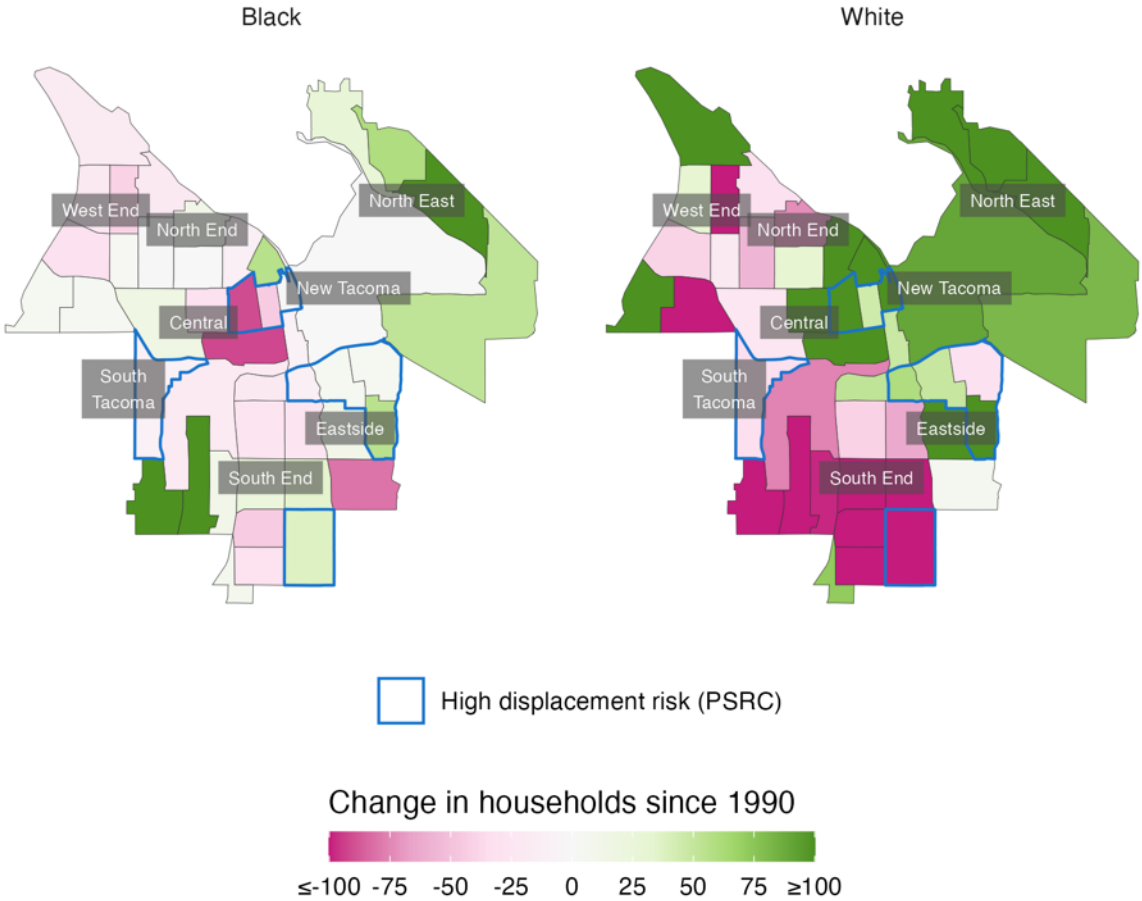 Black
White
West End
North End
North East
New Tacoma
Central
South
Tacoma
Eastside
South End
West End
North End
North East
New Tacoma
Central
South
Tacoma
Eastside
South End
High displacement risk (PSRC)
Change in households since 1990
≤-100 -75 -50 -25 0 25 50 75 ≥100